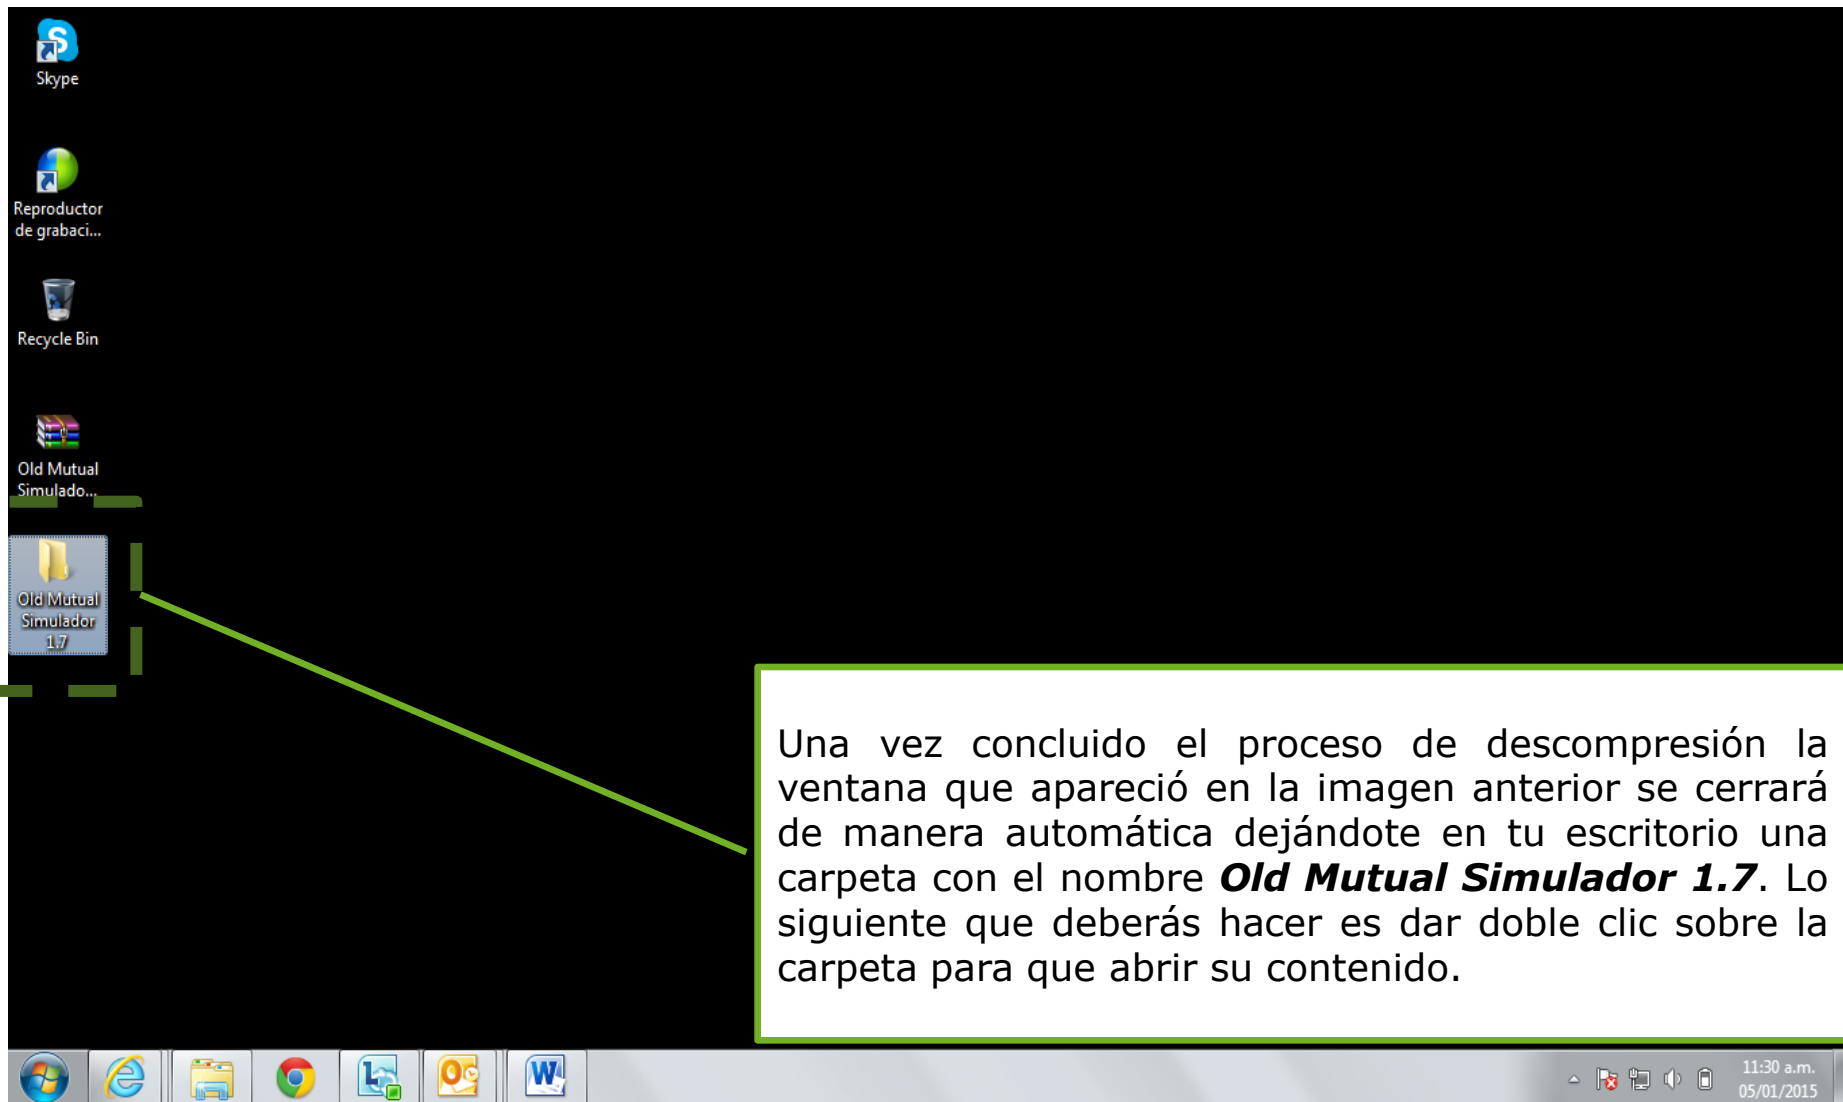 Skype
Reproductor
de grabaci...
Recycle Bin
Old Mutual
Simulado...
Old Mutual
Simulador
1.7
Una vez concluido el proceso de descompresión la
ventana que apareció en la imagen anterior se cerrará
de manera automática dejándote en tu escritorio una
carpeta con el nombre Old Mutual Simulador 1.7. Lo
siguiente que deberás hacer es dar doble clic sobre la
carpeta para que abrir su contenido.
11:30 a.m.
05/01/2015